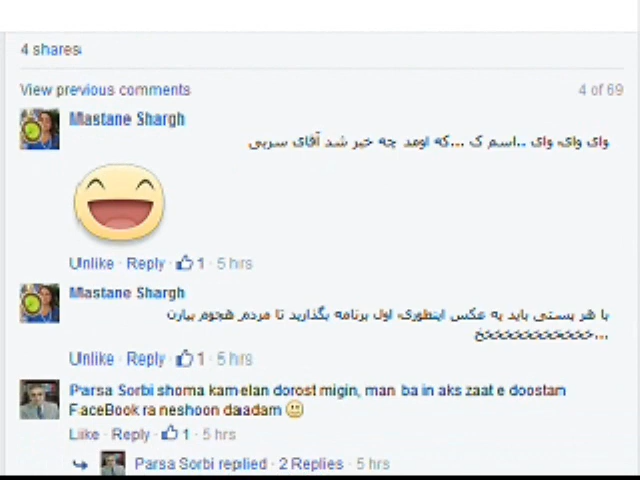 4 shares
View previous comments
4 of 69
Mastane Shargh
وای وای، وای ..اسم ک ...که اومد چه خبر شد آقای سربی
Unlike · Reply · 1 · 5 hrs
Mastane Shargh
با هر پستی باید یه عکس اینطوری، اول برنامه بگذارید تا مردم هجوم بیارن
...خخخخخخخخخخخخ
Unlike · Reply · 1 · 5 hrs
Parsa Sorbi shoma kamelan dorost migin, man ba in aks zaat e doostam
FaceBook ra neshoon daadam
Like · Reply · 1 · 5 hrs
Parsa Sorbi replied · 2 Replies · 5 hrs